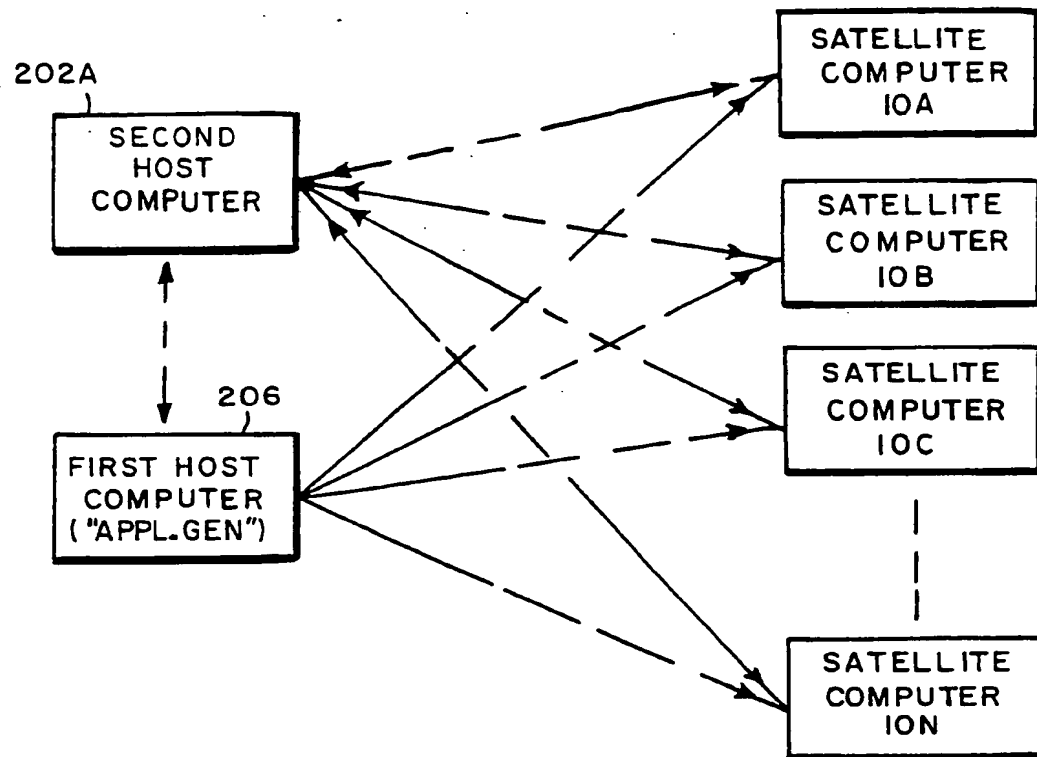 202A
SECOND
HOST
COMPUTER
206
FIRST HOST
COMPUTER
("APPL.GEN")
SATELLITE
COMPUTER
10A
SATELLITE
COMPUTER
10B
SATELLITE
COMPUTER
10C
SATELLITE
COMPUTER
10N